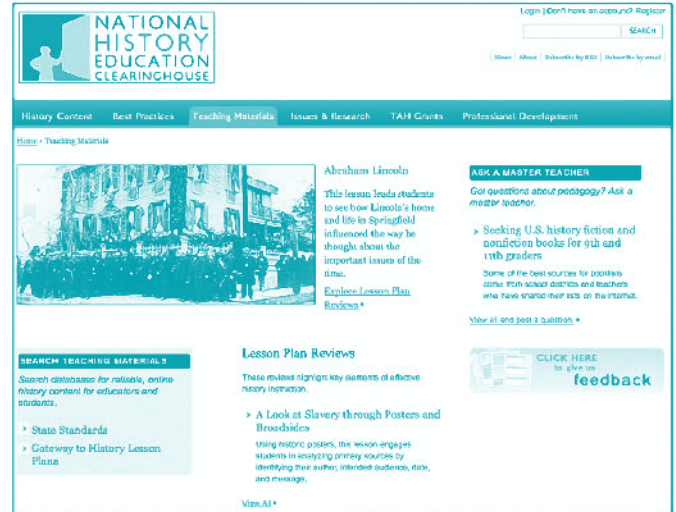 NATIONAL
HISTORY
EDUCATION
CLEARINGHOUSE
Login | Don't have an account? Register
SEARCH
News | About | Subscribe by RSS | Subscribe by email
History Content Best Practices Teaching Materials Issues & Research TAH Grants Professional Development
Home › Teaching Materials
Abraham Lincoln
This lesson leads students
to see how Lincoln's home
and life in Springfield
influenced the way he
thought about the
important issues of the
time.
Explore Lesson Plan
Reviews
ASK A MASTER TEACHER
Got questions about pedagogy? Ask a
master teacher.
Seeking U.S. history fiction and
nonfiction books for 9th and
11th graders
Some of the best sources for booklists
come from school districts and teachers
who have shared their lists on the Internet.
View all and post a question.
SEARCH TEACHING MATERIALS
Search databases for reliable, online
history content for educators and
students.
State Standards
Gateway to History Lesson
Plans
Lesson Plan Reviews
These reviews highlight key elements of effective
history instruction.
A Look at Slavery through Posters and
Broadsides
Using historic posters, this lesson engages
students in analyzing primary sources by
identifying their author, intended audience, date,
and message.
View All
CLICK HERE
to give us
feedback